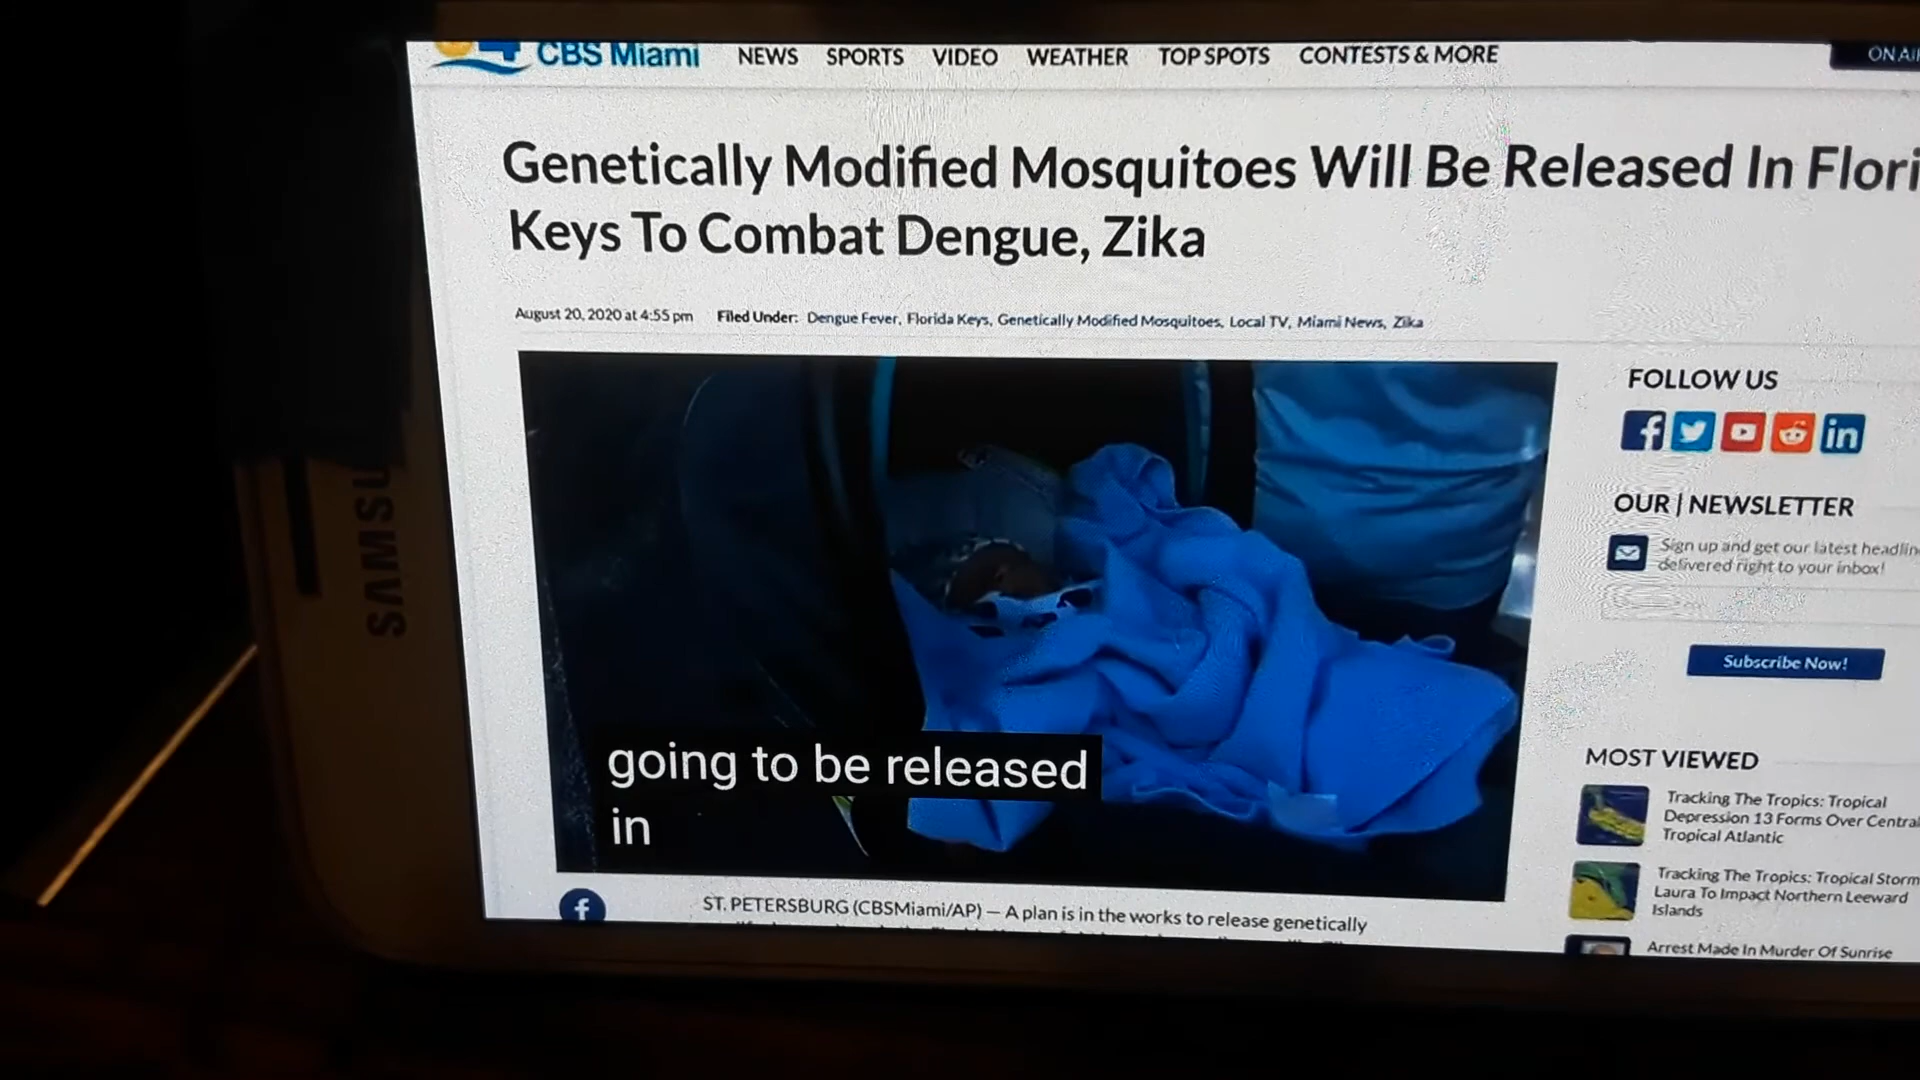 CBS Miami NEWS SPORTS VIDEO WEATHER TOP SPOTS CONTESTS & MORE
ON AI
Genetically Modified Mosquitoes Will Be Released In Flori
Keys To Combat Dengue, Zika
August 20, 2020 at 4:55 pm Filed Under: Dengue Fever, Florida Keys, Genetically Modified Mosquitoes, Local TV, Miami News, Zika
going to be released
in
ST. PETERSBURG (CBSMiami/AP) — A plan is in the works to release genetically
FOLLOW US
OUR | NEWSLETTER
Sign up and get our latest headlin
delivered right to your inbox!
Subscribe Now!
MOST VIEWED
Tracking The Tropics: Tropical
Depression 13 Forms Over Central
Tropical Atlantic
Tracking The Tropics: Tropical Storm
Laura To Impact Northern Leeward
Islands
Arrest Made In Murder Of Sunrise
SAMSU